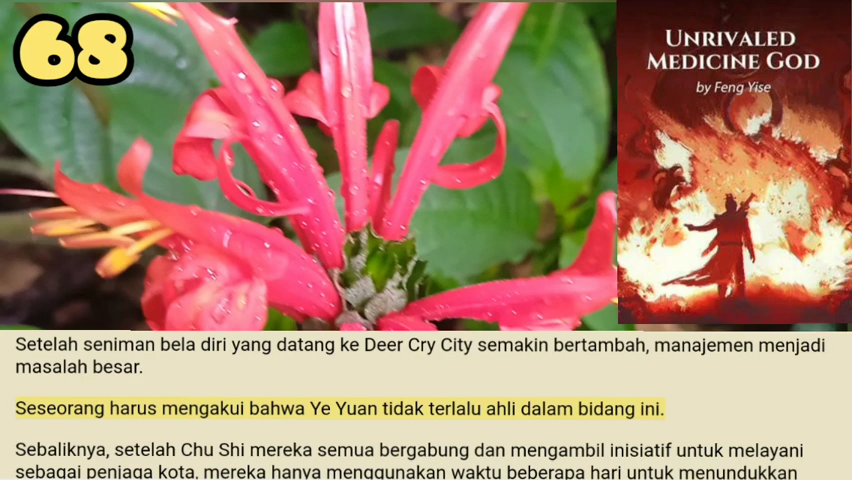 68
UNRIVALED
MEDICINE GOD
by Feng Yise
Setelah seniman bela diri yang datang ke Deer Cry City semakin bertambah, manajemen menjadi
masalah besar.
Seseorang harus mengakui bahwa Ye Yuan tidak terlalu ahli dalam bidang ini.
Sebaliknya, setelah Chu Shi mereka semua bergabung dan mengambil inisiatif untuk melayani
sebagai penjaga kota, mereka hanya menggunakan waktu beberapa hari untuk menundukkan